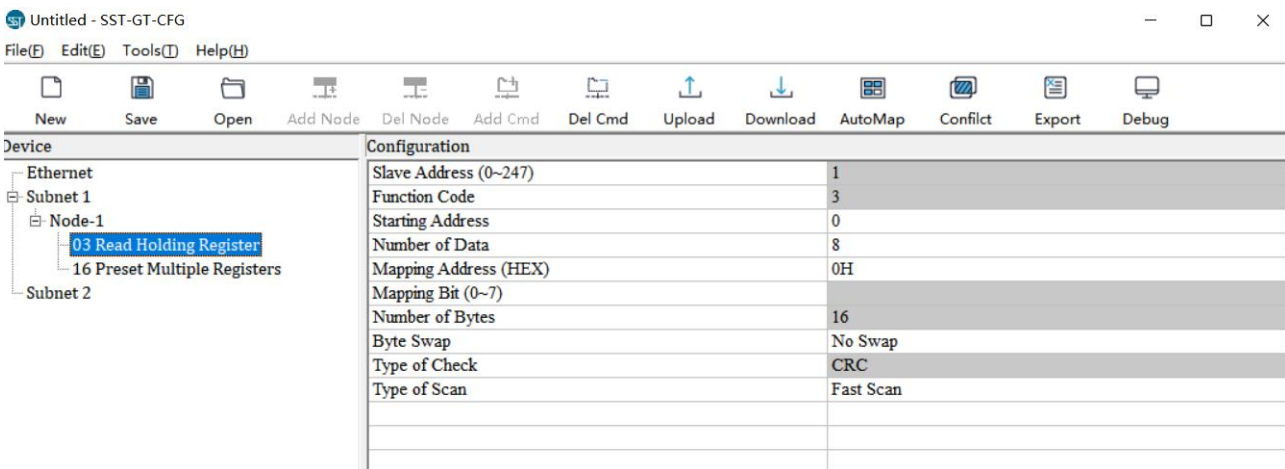 SST Untitled - SST-GT-CFG
File(F) Edit(E) Tools(T) Help(H)
New Save Open Add Node Del Node Add Cmd Del Cmd Upload Download AutoMap Confilct Export Debug
Device Configuration
Ethernet Slave Address (0~247) 1
Subnet 1 Function Code 3
Node-1 Starting Address 0
03 Read Holding Register Number of Data 8
16 Preset Multiple Registers Mapping Address (HEX) 0H
Subnet 2 Mapping Bit (0~7)
Number of Bytes 16
Byte Swap No Swap
Type of Check CRC
Type of Scan Fast Scan